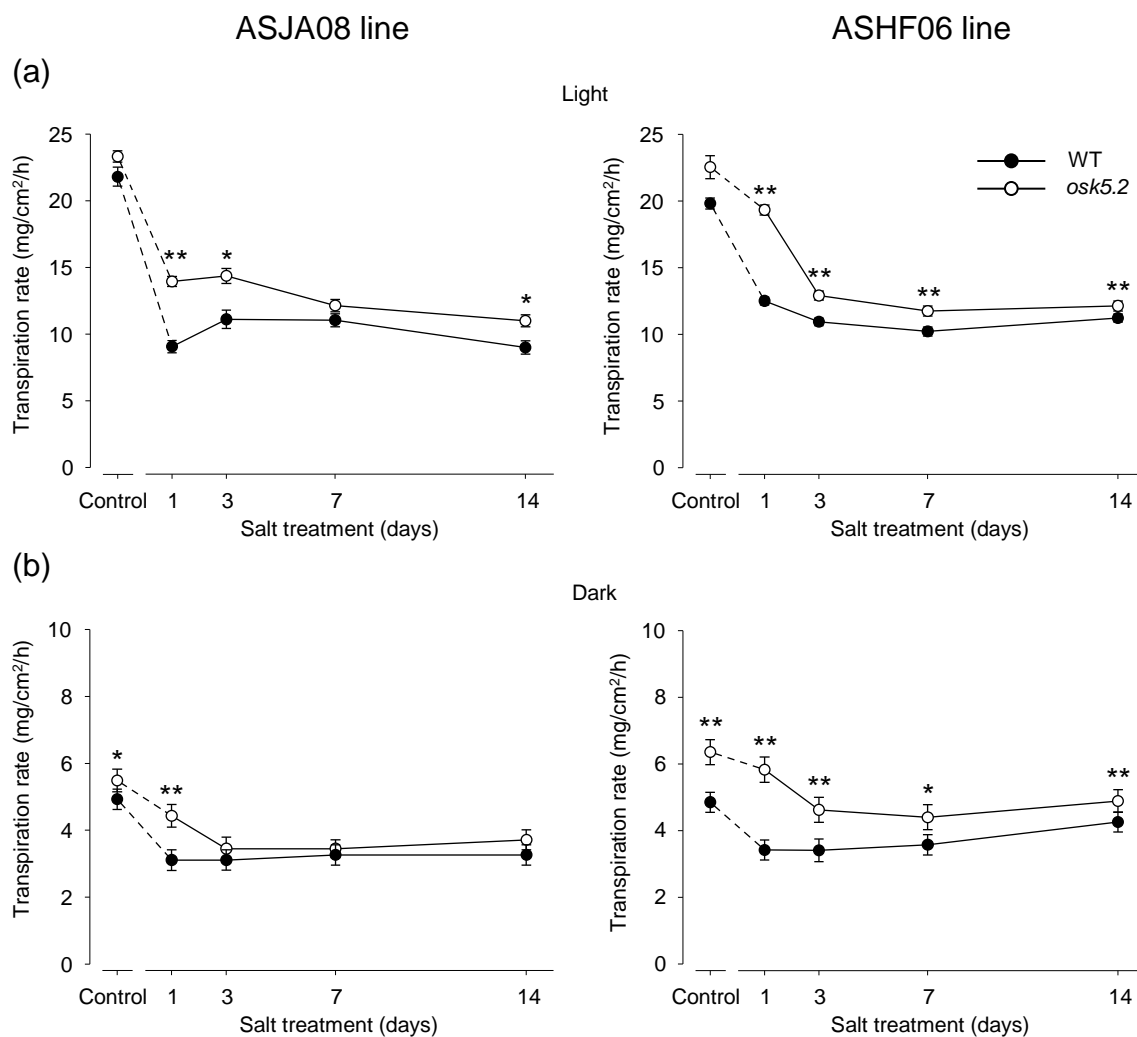 ASJA08 line
ASHF06 line
(a)
Light
Transpiration rate (mg/cm²/h)
25
20
15
10
5
0
**
*
*
Control 1 3 7 14
Salt treatment (days)
Transpiration rate (mg/cm²/h)
25
20
15
10
5
0
**
**
**
**
WT
osk5.2
Control 1 3 7 14
Salt treatment (days)
(b)
Dark
Transpiration rate (mg/cm²/h)
10
8
6
4
2
0
*
**
Control 1 3 7 14
Salt treatment (days)
Transpiration rate (mg/cm²/h)
10
8
6
4
2
0
**
**
**
*
**
Control 1 3 7 14
Salt treatment (days)